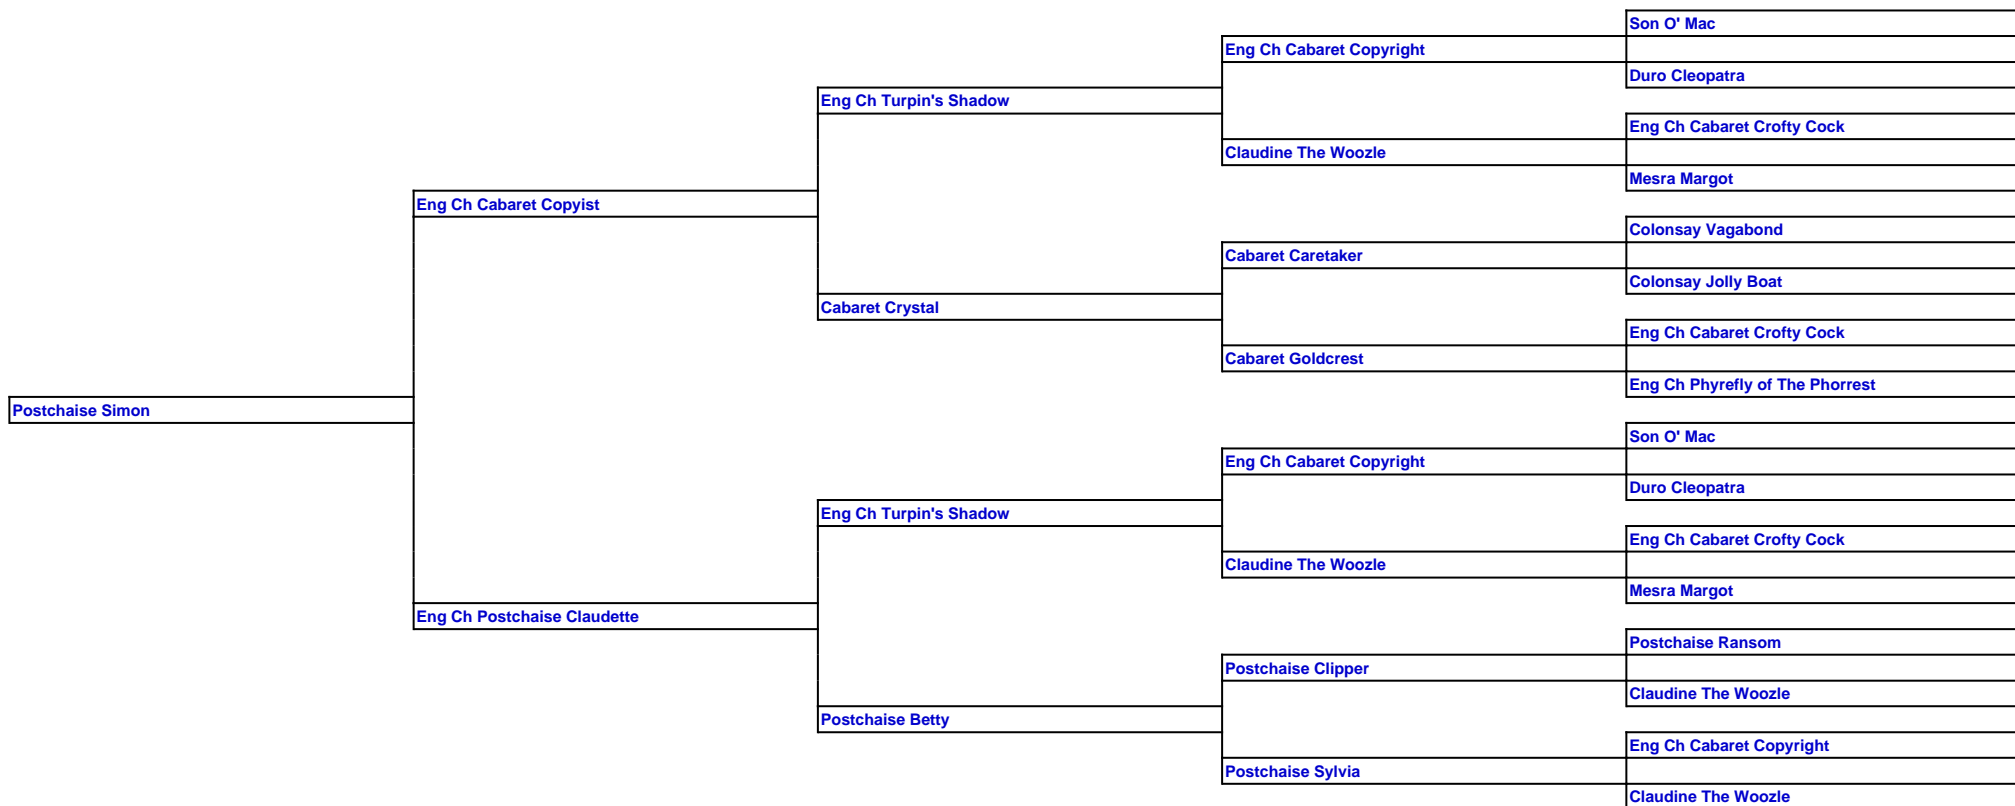 Son O' Mac
Eng Ch Cabaret Copyright
Duro Cleopatra
Eng Ch Turpin's Shadow
Eng Ch Cabaret Crofty Cock
Claudine The Woozle
Mesra Margot
Eng Ch Cabaret Copyist
Colonsay Vagabond
Cabaret Caretaker
Colonsay Jolly Boat
Cabaret Crystal
Eng Ch Cabaret Crofty Cock
Cabaret Goldcrest
Eng Ch Phyrefly of The Phorrest
Postchaise Simon
Son O' Mac
Eng Ch Cabaret Copyright
Duro Cleopatra
Eng Ch Turpin's Shadow
Eng Ch Cabaret Crofty Cock
Claudine The Woozle
Mesra Margot
Eng Ch Postchaise Claudette
Postchaise Ransom
Postchaise Clipper
Claudine The Woozle
Postchaise Betty
Eng Ch Cabaret Copyright
Postchaise Sylvia
Claudine The Woozle